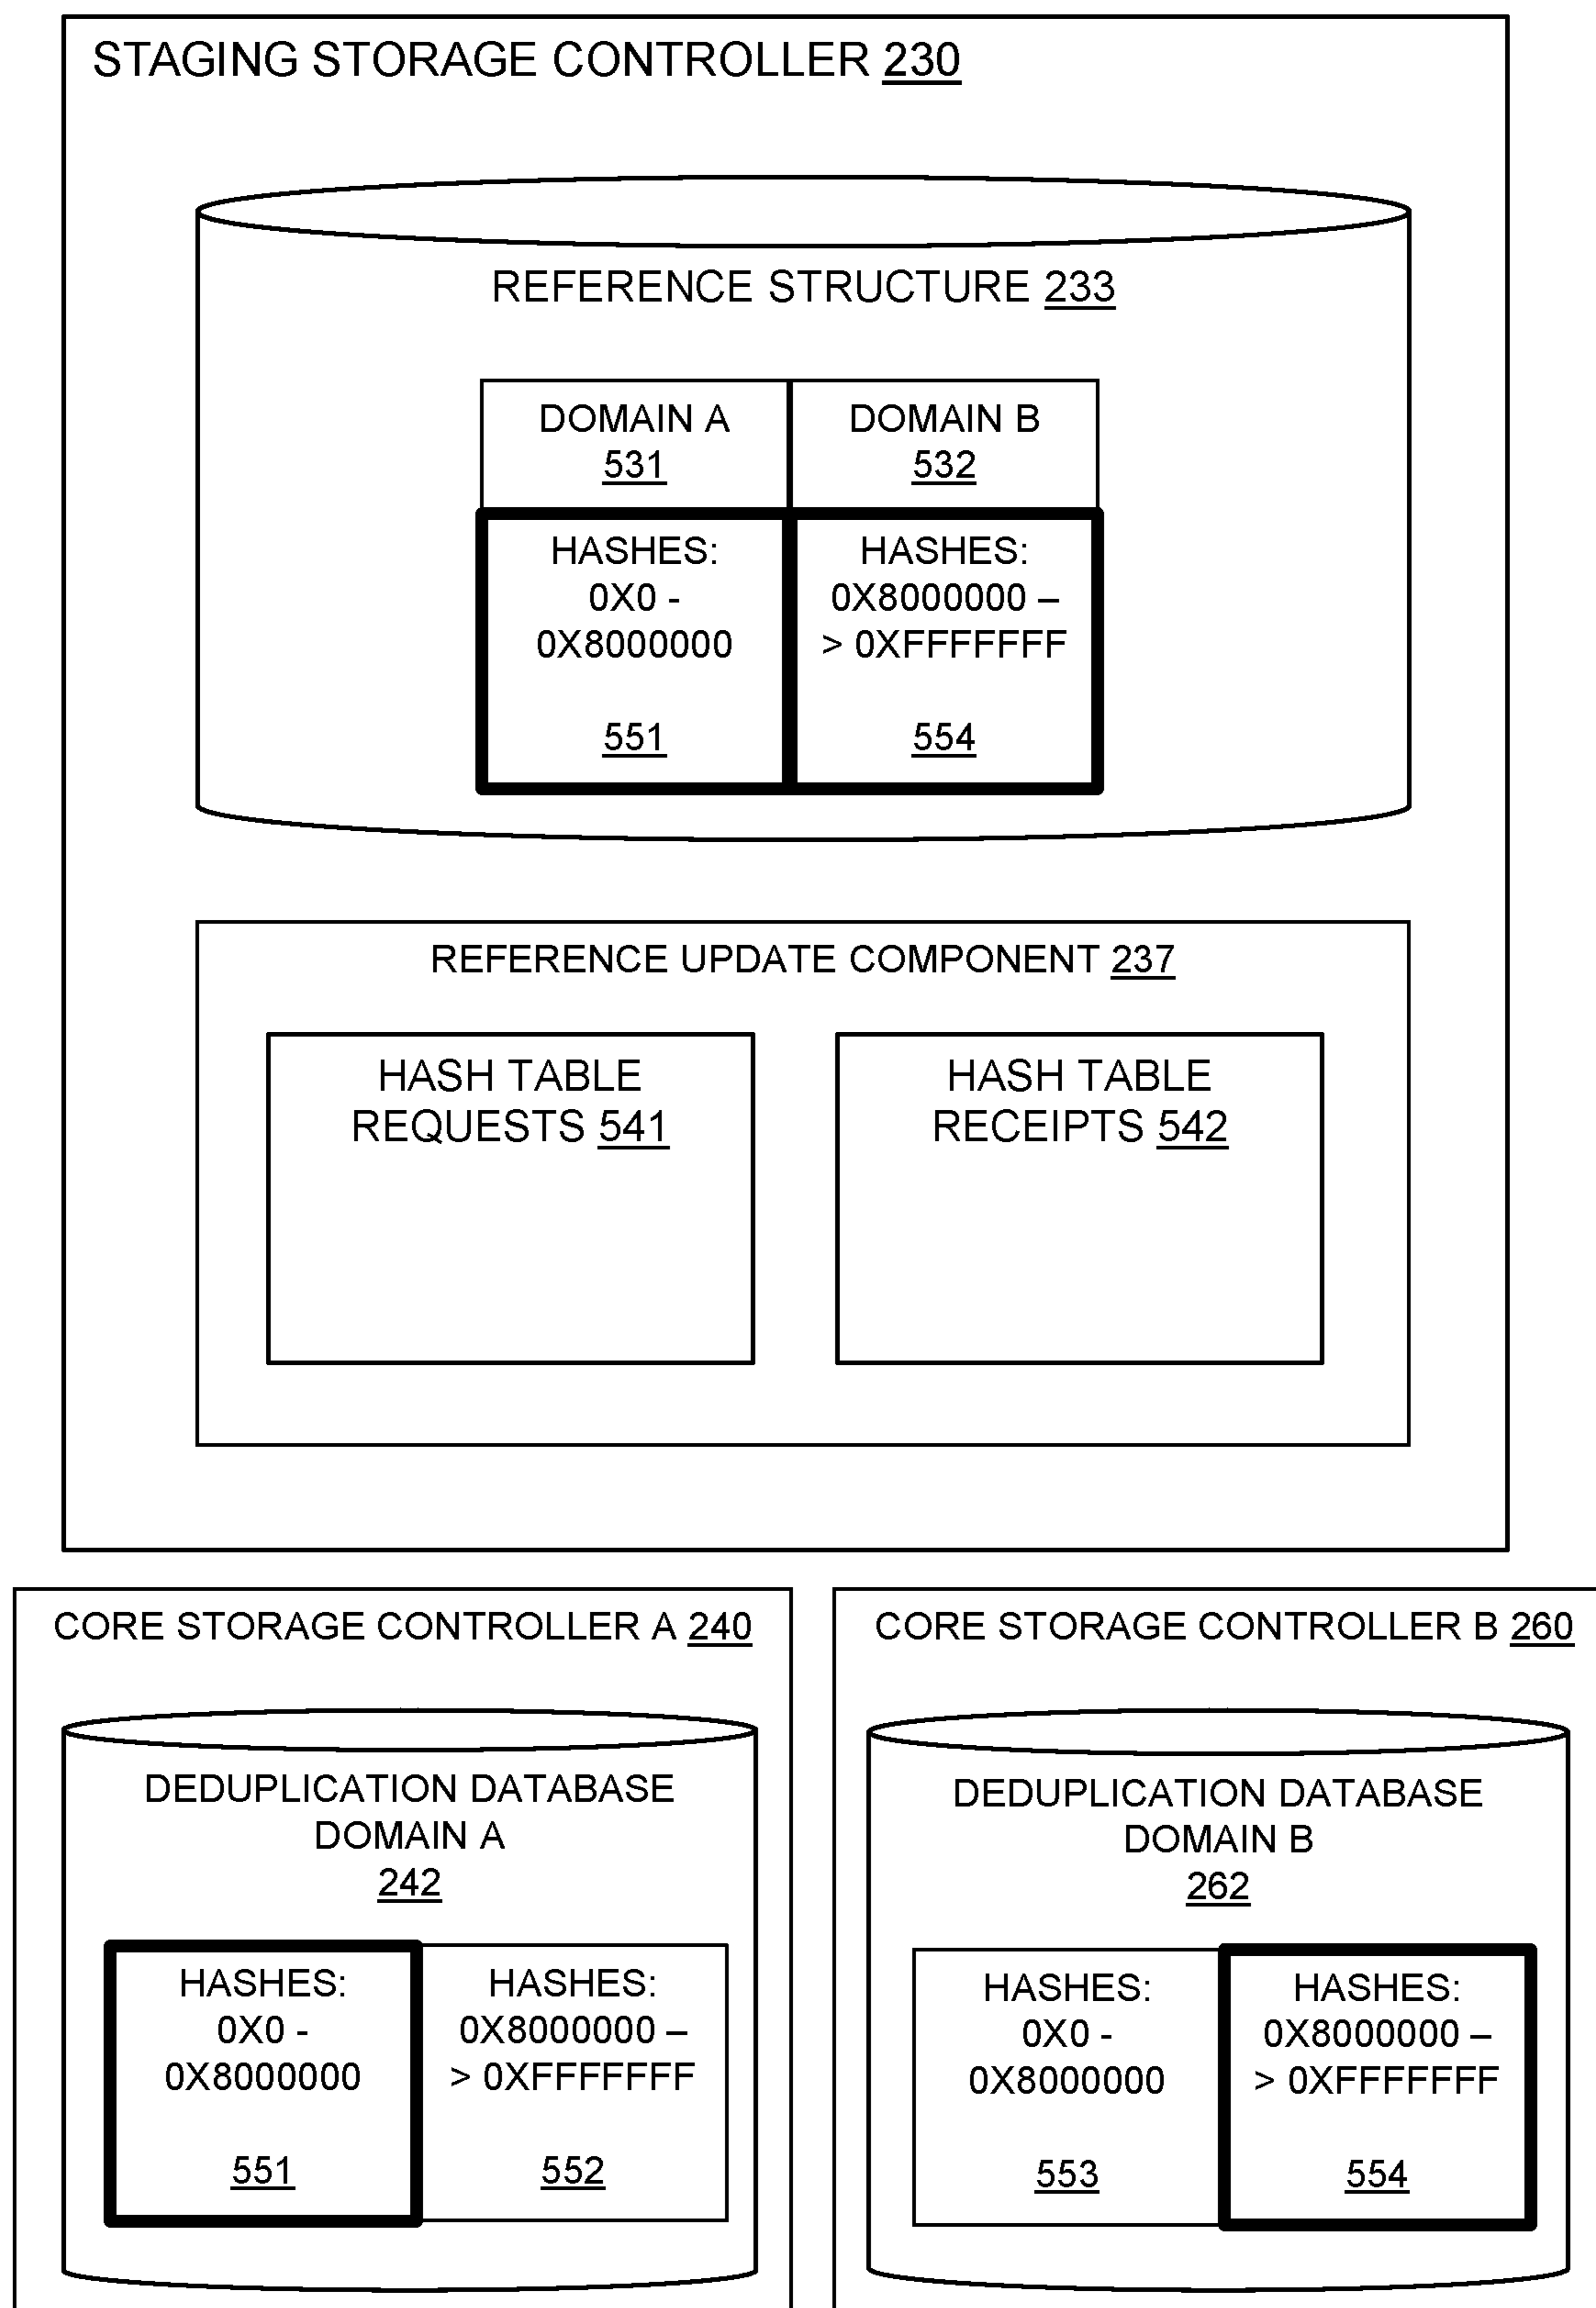 STAGING STORAGE CONTROLLER 230
REFERENCE STRUCTURE 233
DOMAIN A
531
DOMAIN B
532
HASHES:
0X0 -
0X8000000
551
HASHES:
0X8000000 –
> 0XFFFFFFF
554
REFERENCE UPDATE COMPONENT 237
HASH TABLE
REQUESTS 541
HASH TABLE
RECEIPTS 542
CORE STORAGE CONTROLLER A 240
DEDUPLICATION DATABASE
DOMAIN A
242
HASHES:
0X0 -
0X8000000
551
HASHES:
0X8000000 –
> 0XFFFFFFF
552
CORE STORAGE CONTROLLER B 260
DEDUPLICATION DATABASE
DOMAIN B
262
HASHES:
0X0 -
0X8000000
553
HASHES:
0X8000000 –
> 0XFFFFFFF
554